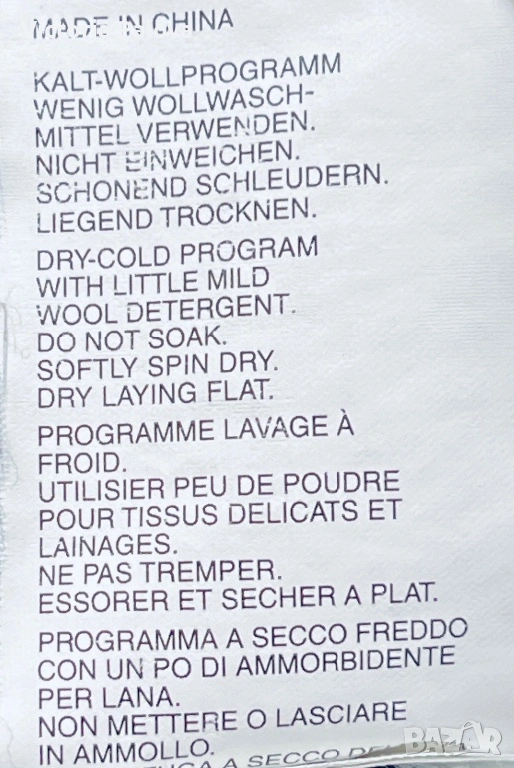 MADE IN CHINA
KALT-WOLLPROGRAMM
WENIG WOLLWASCH-
MITTEL VERWENDEN.
NICHT EINWEICHEN.
SCHONEND SCHLEUDERN.
LIEGEND TROCKNEN.
DRY-COLD PROGRAM
WITH LITTLE MILD
WOOL DETERGENT.
DO NOT SOAK.
SOFTLY SPIN DRY.
DRY LAYING FLAT.
PROGRAMME LAVAGE À
FROID.
UTILISIER PEU DE POUDRE
POUR TISSUS DELICATS ET
LAINAGES.
NE PAS TREMPER.
ESSORER ET SECHER A PLAT.
PROGRAMMA A SECCO FREDDO
CON UN PO DI AMMORBIDENTE
PER LANA.
NON METTERE O LASCIARE
IN AMMOLLO.
A SECCO
BAZAR